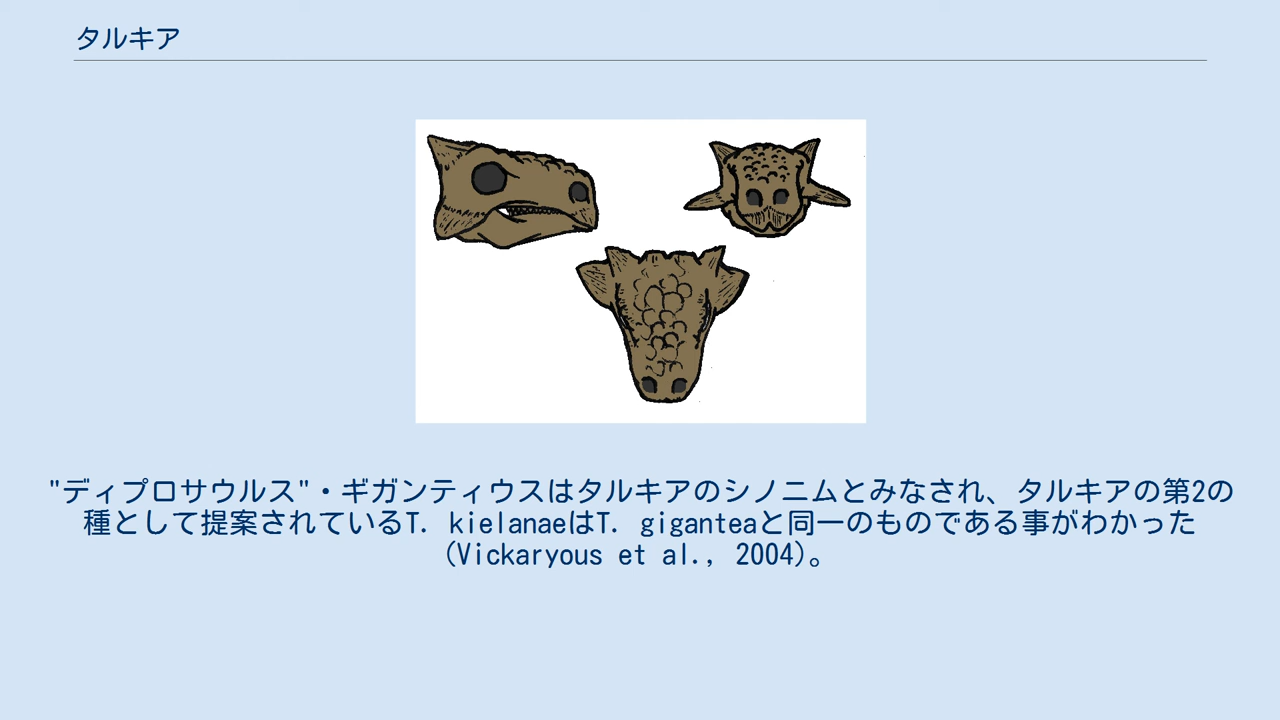 タルキア
"ディプロサウルス"・ギガンティウスはタルキアのシノニムとみなされ、タルキアの第2の
種として提案されているT. kielanaeはT. giganteaと同一のものである事がわかった
(Vickaryous et al., 2004)。